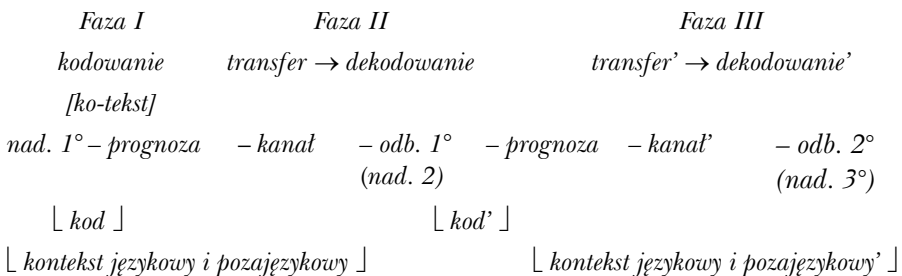 Faza I Faza II Faza III
kodowanie transfer → dekodowanie transfer’ → dekodowanie’
[ko-tekst]
nad. 1° – prognoza – kanał – odb. 1° – prognoza – kanał’ – odb. 2°
(nad. 2) (nad. 3°)
⎣ kod ⎦ ⎣ kod’ ⎦
⎣ kontekst językowy i pozajęzykowy ⎦ ⎣ kontekst językowy i pozajęzykowy’ ⎦